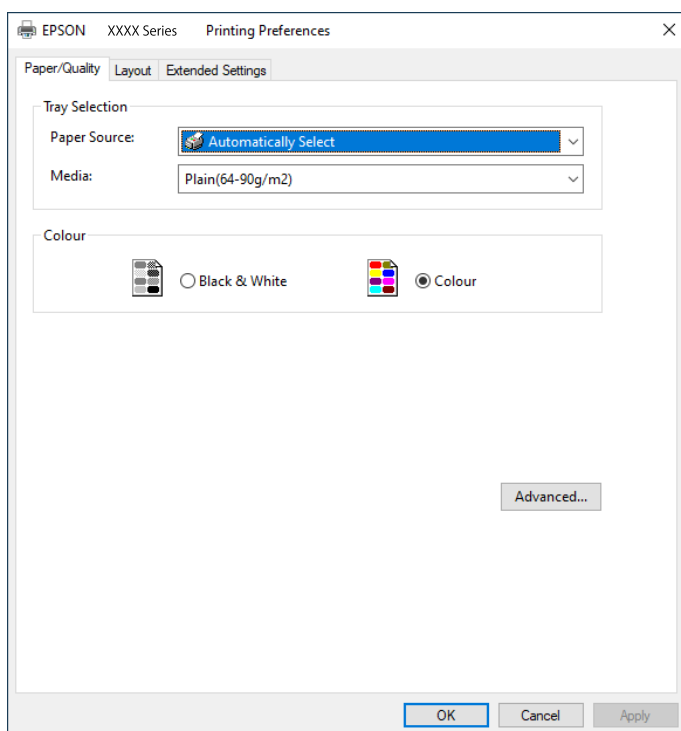 EPSON XXXX Series Printing Preferences
Paper/Quality Layout Extended Settings
Tray Selection
Paper Source: Automatically Select
Media: Plain(64-90g/m2)
Colour
Black & White Colour
Advanced...
OK Cancel Apply